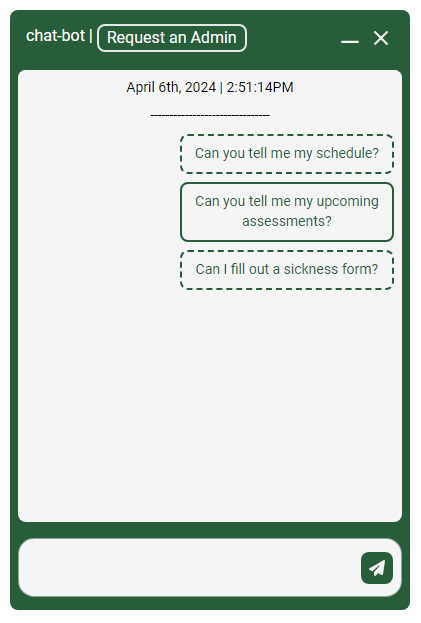 chat-bot | Request an Admin
April 6th, 2024 | 2:51:14PM
------------------------------
Can you tell me my schedule?
Can you tell me my upcoming
assessments?
Can I fill out a sickness form?